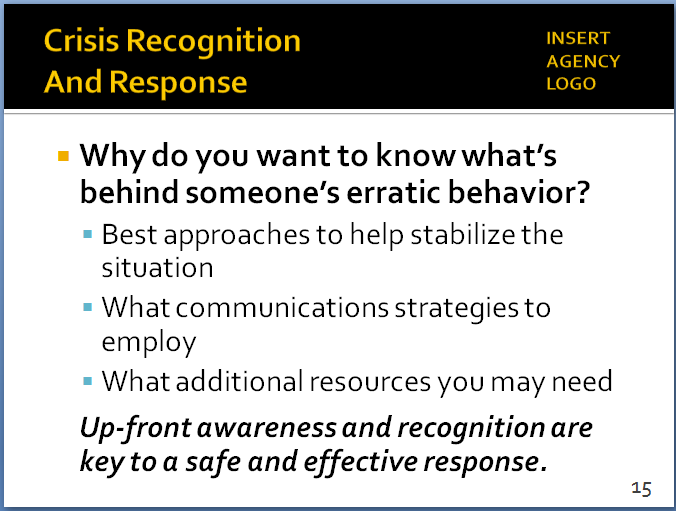 Crisis Recognition
And Response
INSERT
AGENCY
LOGO
Why do you want to know what's
behind someone's erratic behavior?
Best approaches to help stabilize the
situation
What communications strategies to
employ
What additional resources you may need
Up-front awareness and recognition are
key to a safe and effective response.
15